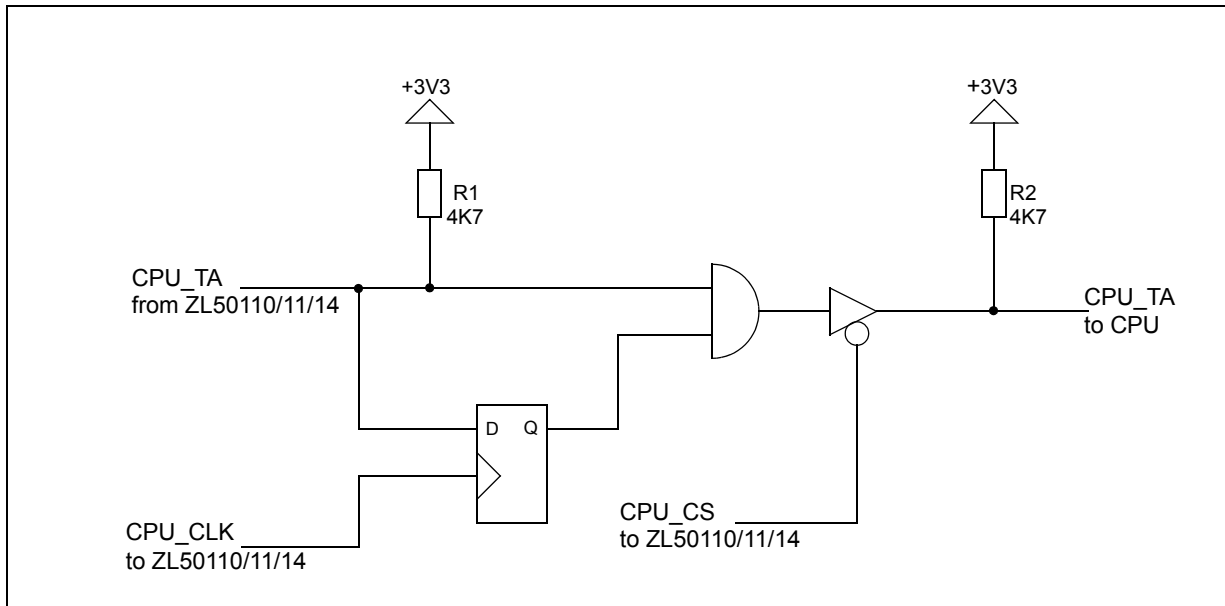 +3V3
+3V3
R1
4K7
R2
4K7
CPU_TA
from ZL50110/11/14
CPU_TA
to CPU
D Q
CPU_CLK
to ZL50110/11/14
CPU_CS
to ZL50110/11/14